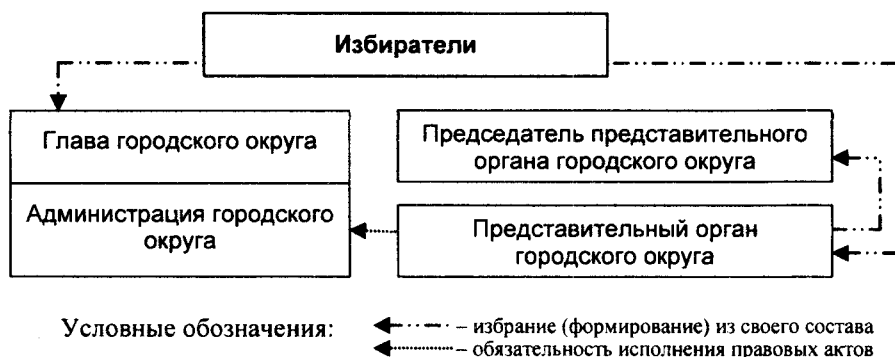 Избиратели
Глава городского округа
Председатель представительного
органа городского округа
Администрация городского
округа
Представительный орган
городского округа
Условные обозначения:
– избрание (формирование) из своего состава
– обязательность исполнения правовых актов